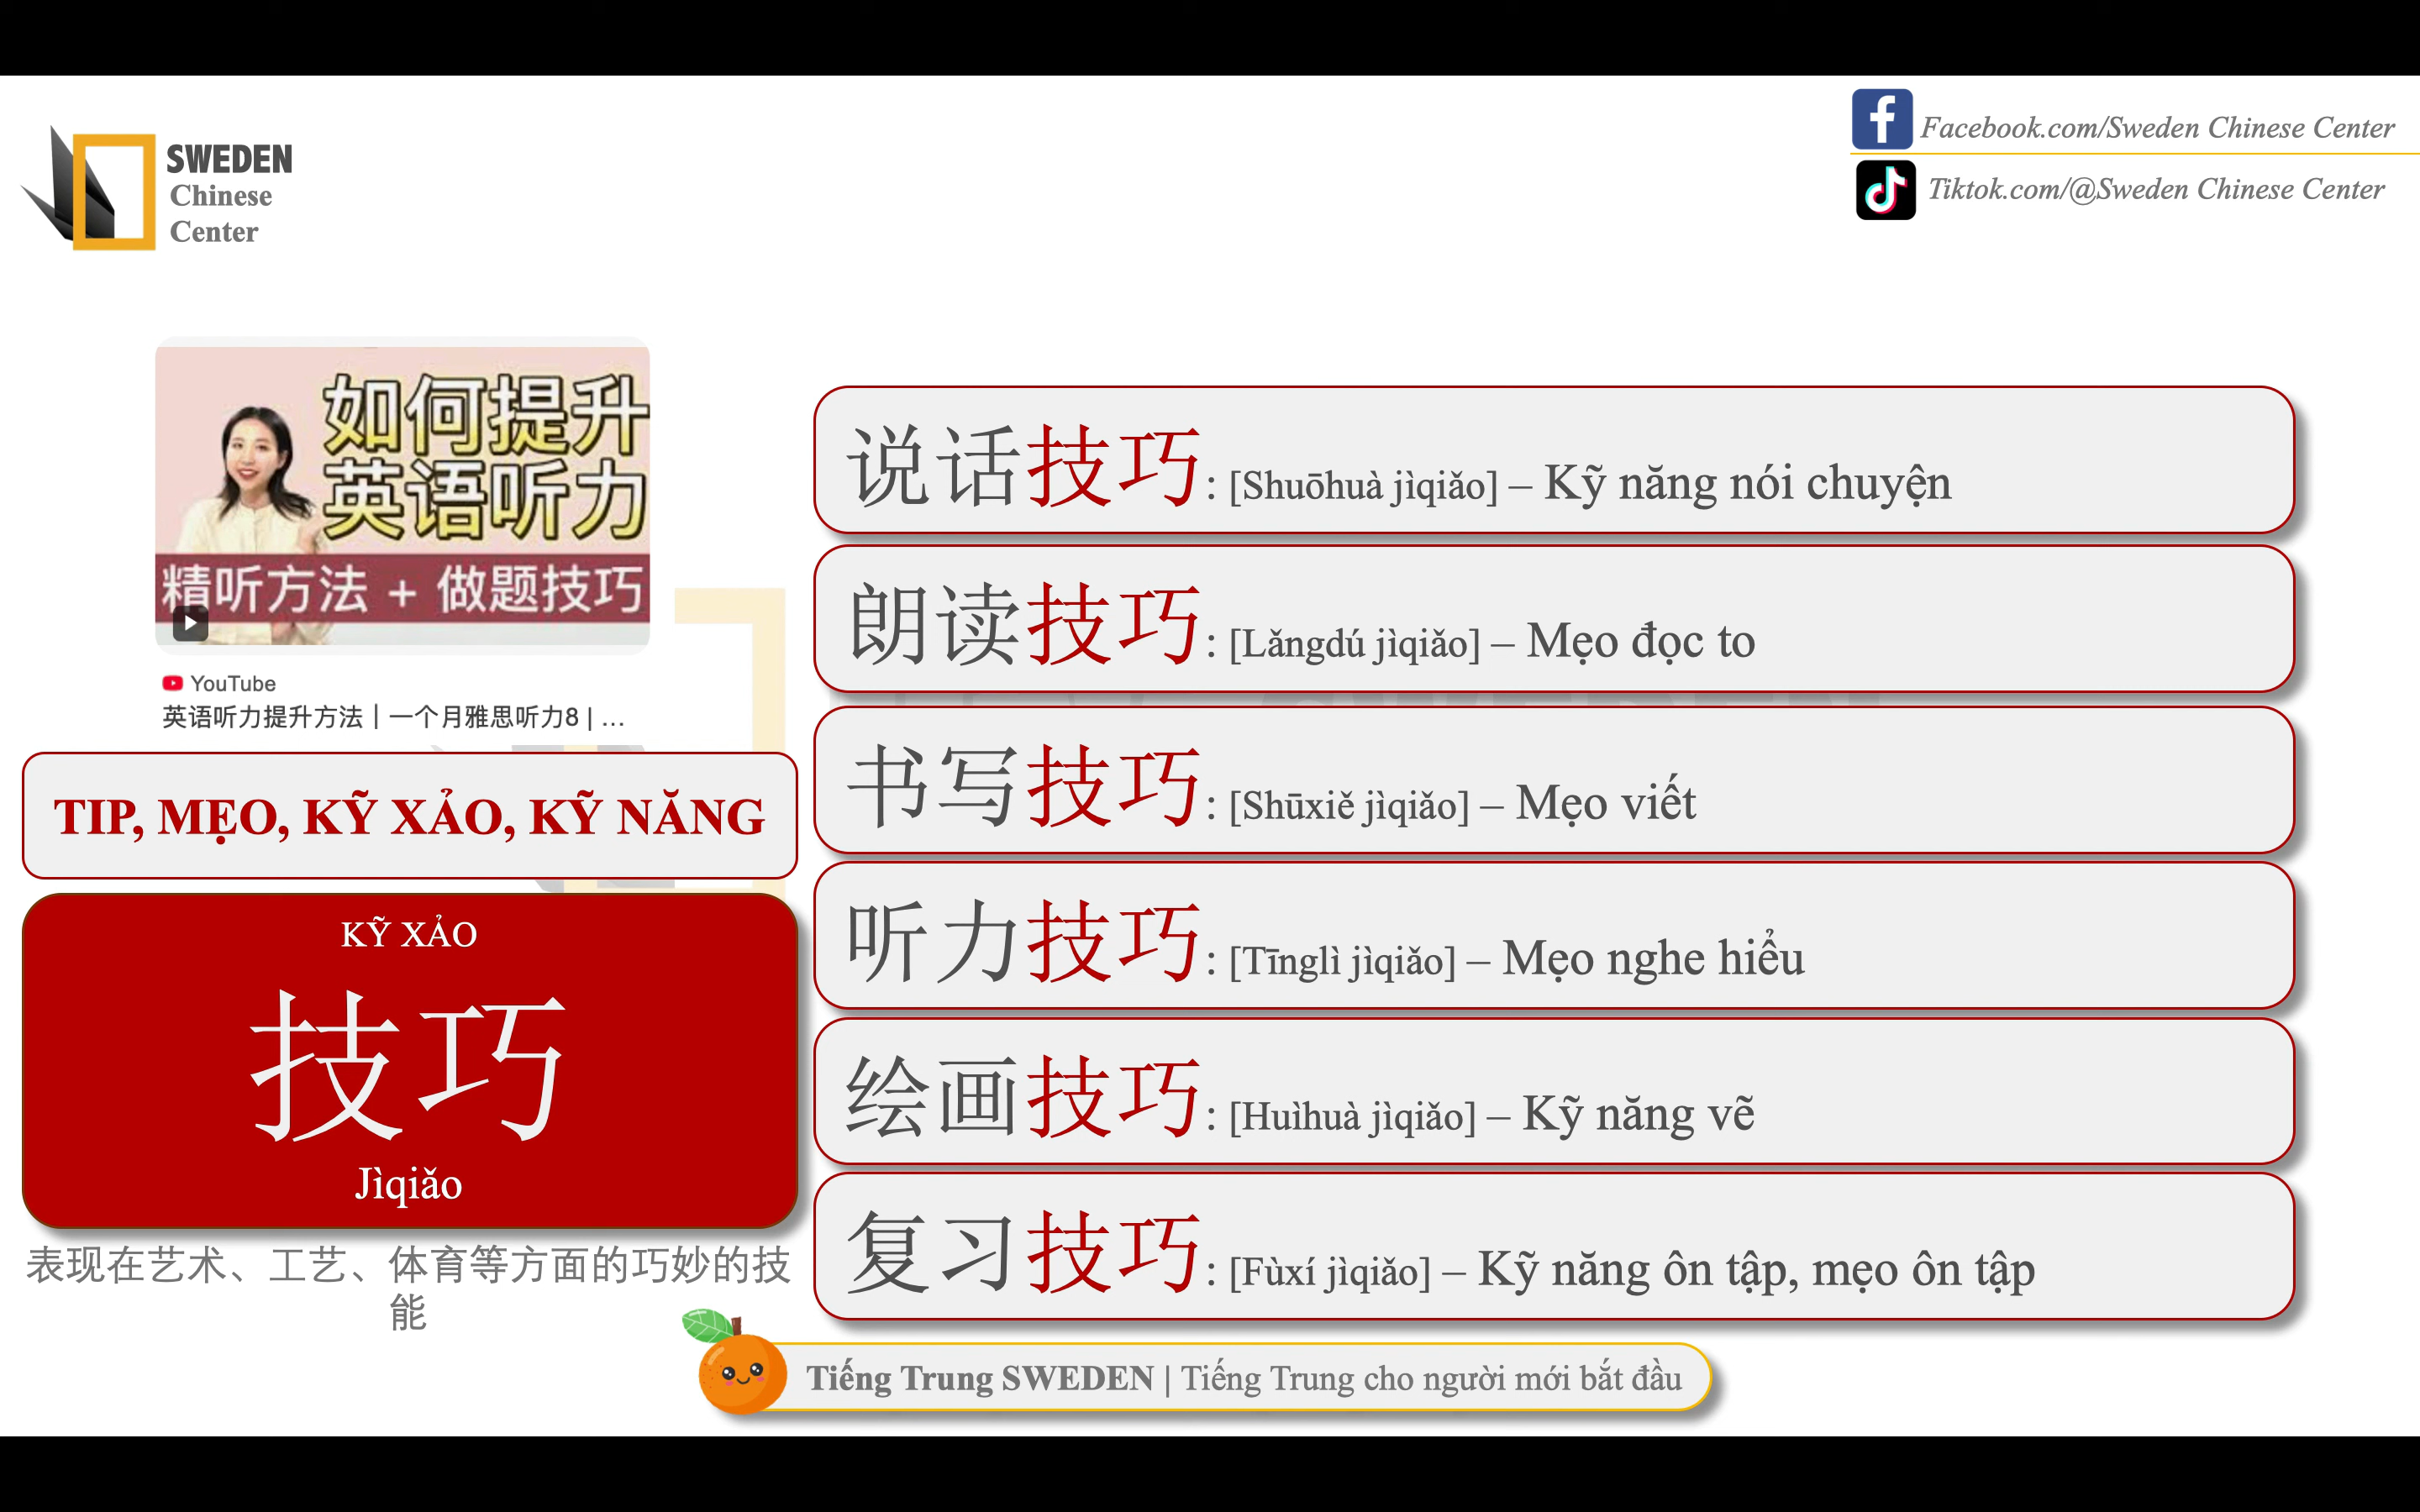 SWEDEN
Chinese
Center
Facebook.com/Sweden Chinese Center
Tiktok.com/@Sweden Chinese Center
如何提升
英语听力
精听方法 + 做题技巧
YouTube
英语听力提升方法｜一个月雅思听力8 | ...
TIP, MẸO, KỸ XẢO, KỸ NĂNG
KỸ XẢO
技巧
Jìqiǎo
表现在艺术、工艺、体育等方面的巧妙的技
能
说话技巧: [Shuōhuà jìqiǎo] – Kỹ năng nói chuyện
朗读技巧: [Lǎngdú jìqiǎo] – Mẹo đọc to
书写技巧: [Shūxiě jìqiǎo] – Mẹo viết
听力技巧: [Tīnglì jìqiǎo] – Mẹo nghe hiểu
绘画技巧: [Huìhuà jìqiǎo] – Kỹ năng vẽ
复习技巧: [Fùxí jìqiǎo] – Kỹ năng ôn tập, mẹo ôn tập
Tiếng Trung SWEDEN | Tiếng Trung cho người mới bắt đầu